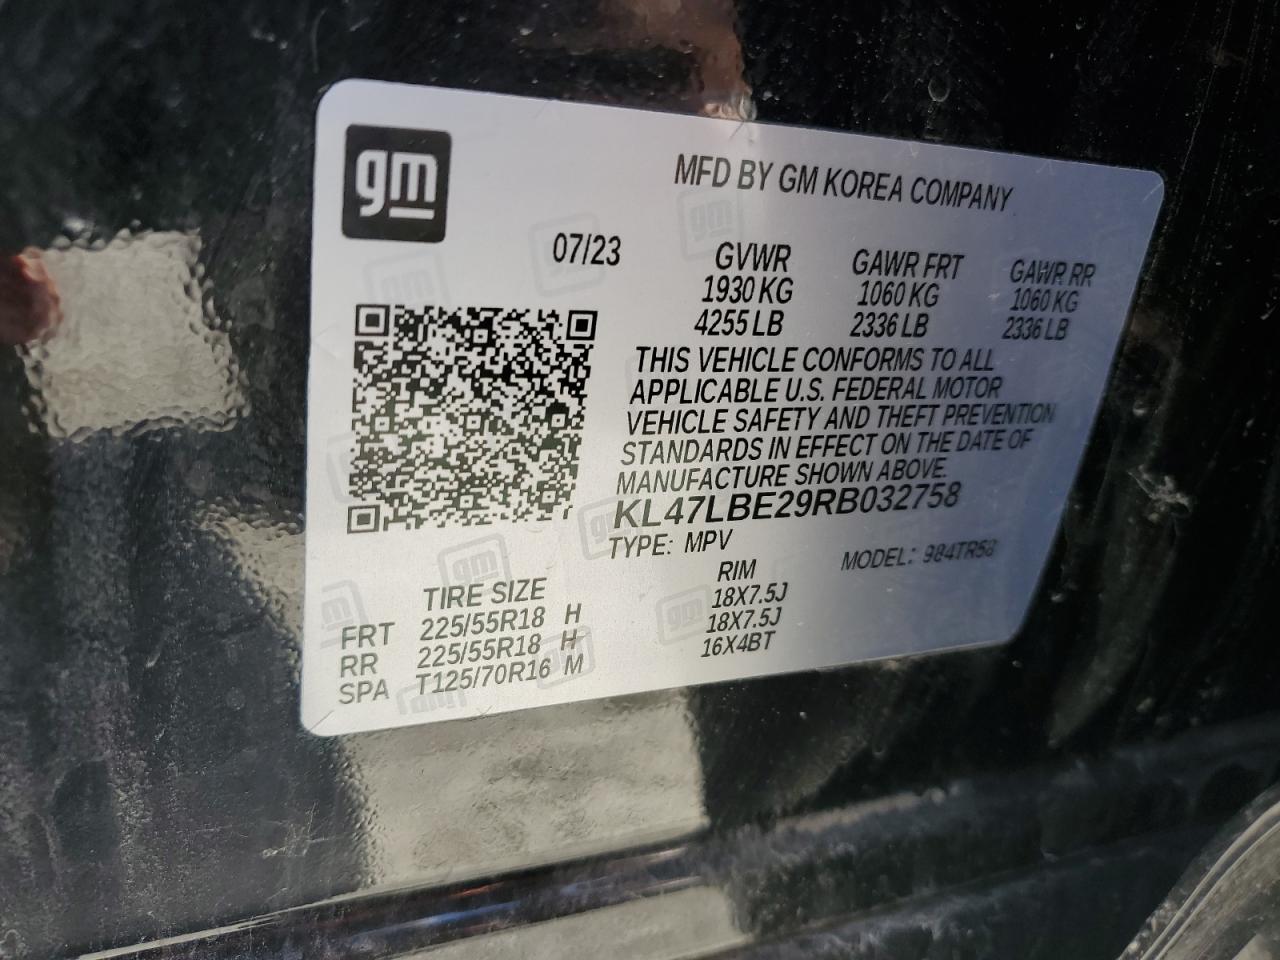 gm
MFD BY GM KOREA COMPANY
07/23
GVWR GAWR FRT GAWR RR
1930 KG 1060 KG 1060 KG
4255 LB 2336 LB 2336 LB
THIS VEHICLE CONFORMS TO ALL
APPLICABLE U.S. FEDERAL MOTOR
VEHICLE SAFETY AND THEFT PREVENTION
STANDARDS IN EFFECT ON THE DATE OF
MANUFACTURE SHOWN ABOVE.
KL47LBE29RB032758
TYPE: MPV MODEL: 984TR58
TIRE SIZE RIM
FRT 225/55R18 H 18X7.5J
RR 225/55R18 H 18X7.5J
SPA T125/70R16 M 16X4BT